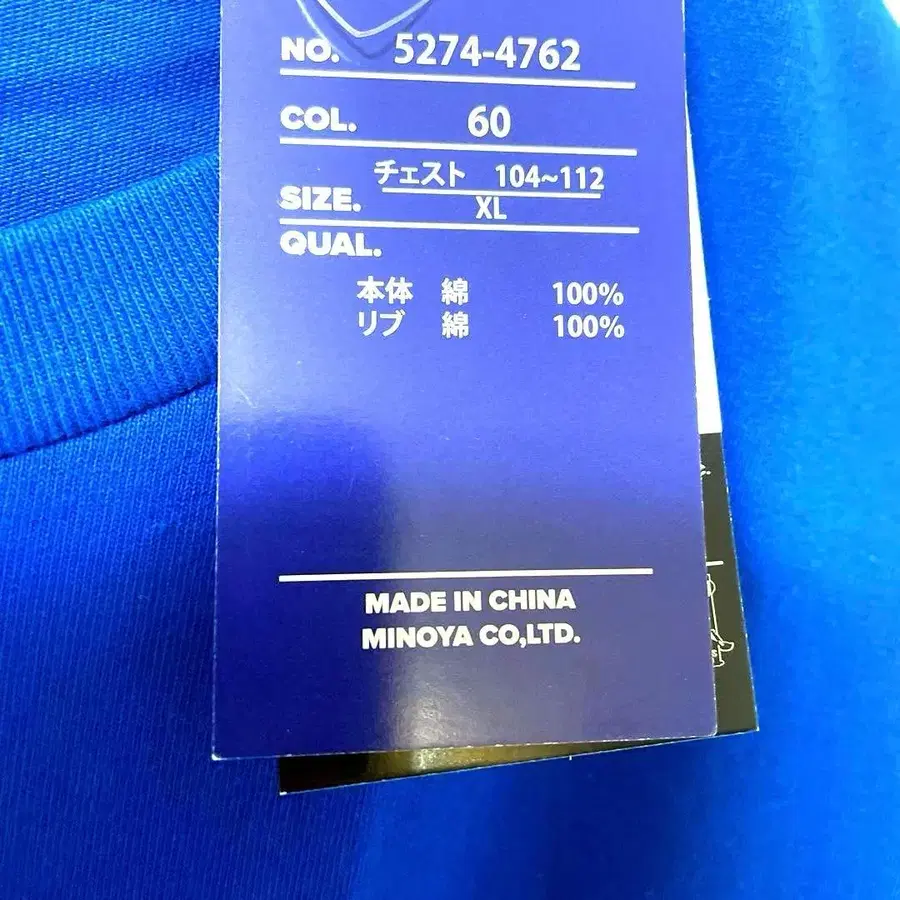 NO. 5274-4762
COL. 60
チェスト 104~112
SIZE. XL
QUAL.
本体 綿 100%
リブ 綿 100%
MADE IN CHINA
MINOYA CO,LTD.